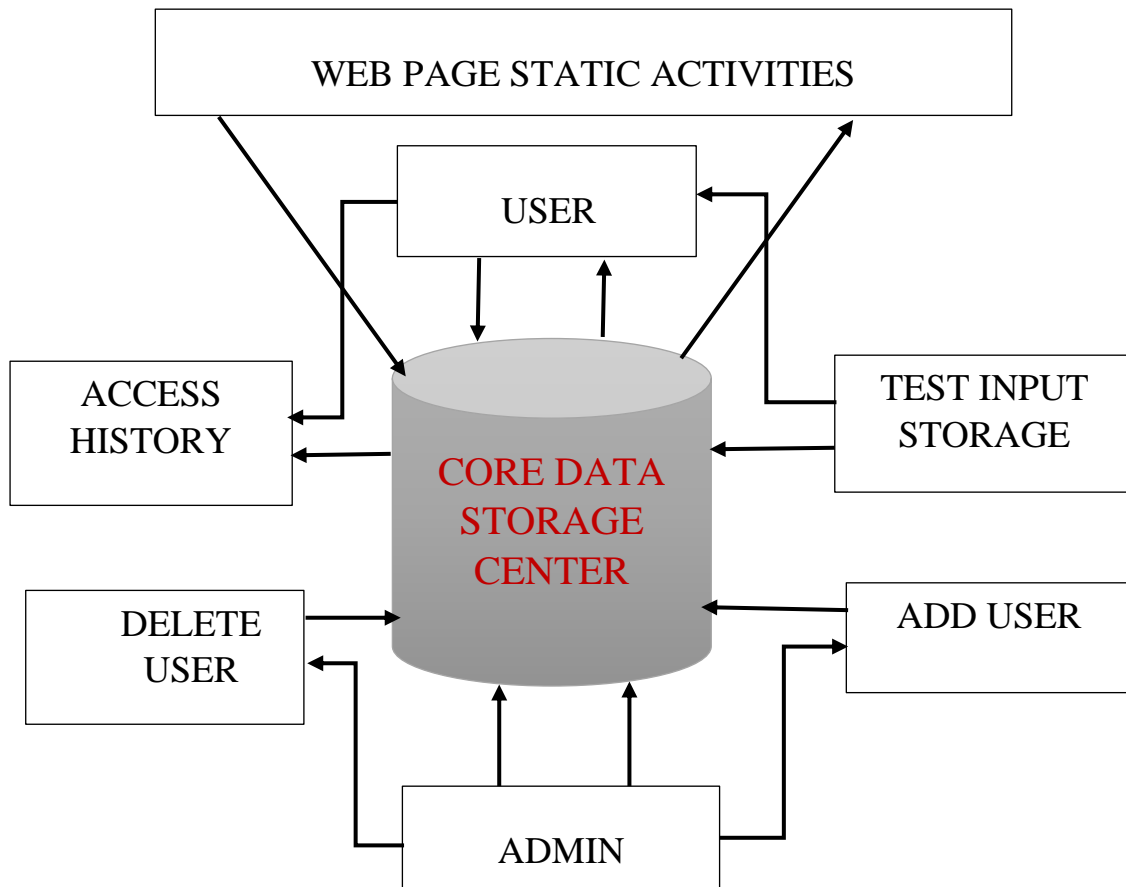 WEB PAGE STATIC ACTIVITIES
USER
ACCESS
HISTORY
TEST INPUT
STORAGE
CORE DATA
STORAGE
CENTER
DELETE
USER
ADD USER
ADMIN